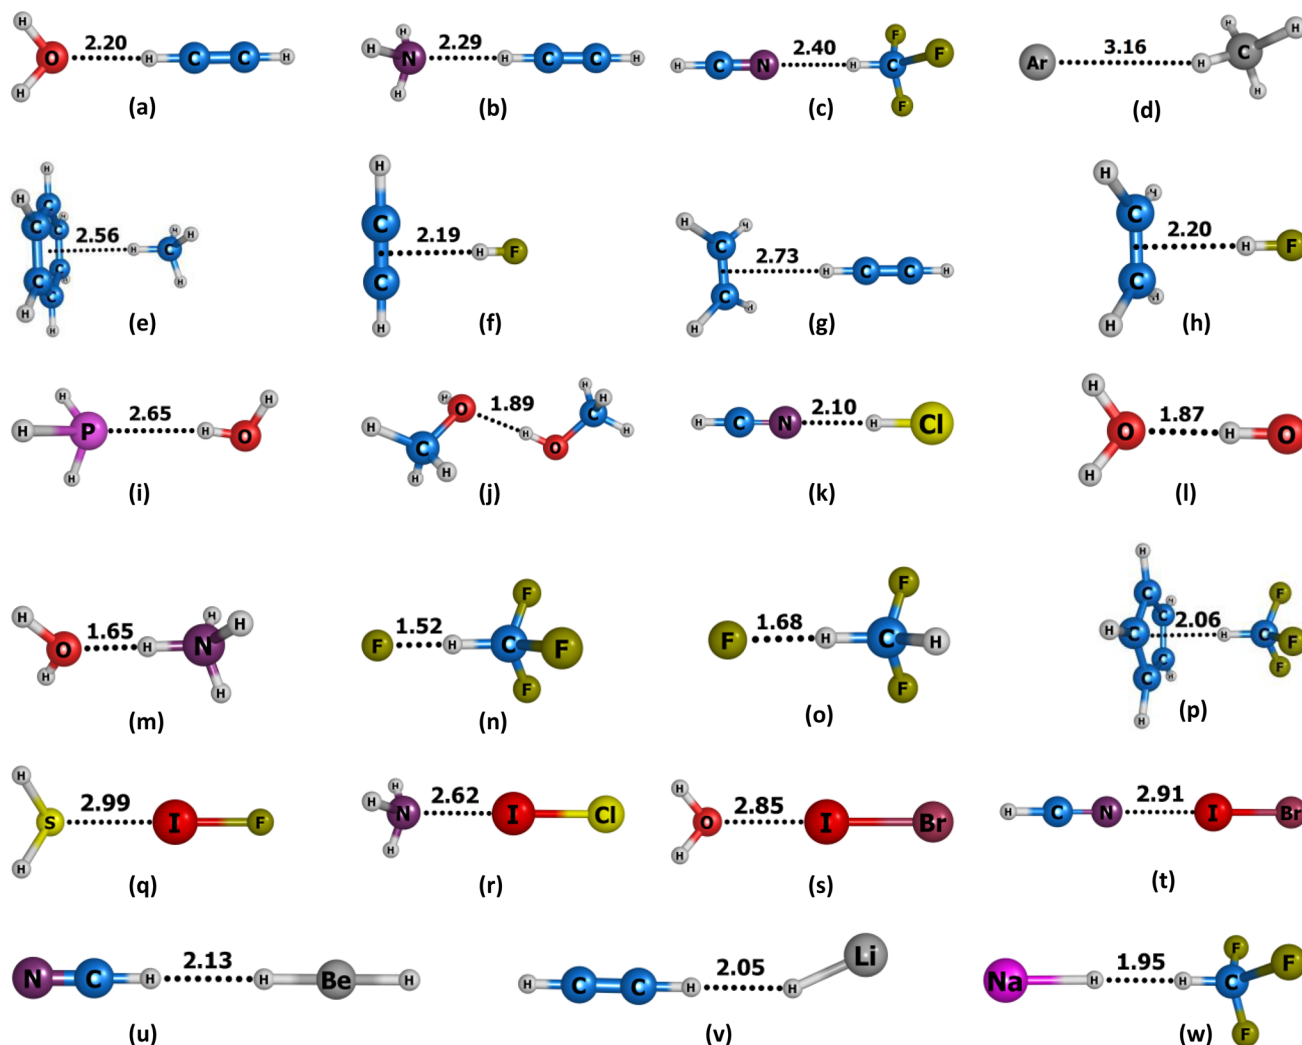 H
O 2.20 H C C H
H
(a)
H
H N 2.29 H C C H
H
(b)
H C N 2.40 H C F
F
F
(c)
Ar 3.16 H C H
H
H
(d)
H
H C
C C H
2.56 H C H
H
H
C C H
H C
H
(e)
H
C
2.19 H F
C
H
(f)
H H
C
2.73 H C C H
C
H H
(g)
H H
C
2.20 H F
C
H H
(h)
H
H P 2.65 H O H
H
(i)
H O 1.89 H O C H
H
H
H C
H H
(j)
H C N 2.10 H Cl
(k)
H
O 1.87 H O
H
(l)
H H H
O 1.65 H N
H H
(m)
F
F 1.52 H C F
F
(n)
F
F 1.68 H C H
F
(o)
H
C C H
H C 2.06 H C F
F
F
C C H
H
(p)
H
S 2.99 I F
H
(q)
H
H N 2.62 I Cl
H
(r)
H
O 2.85 I Br
H
(s)
H C N 2.91 I Br
(t)
N C H 2.13 H Be H
(u)
H C C H 2.05 H Li
(v)
Na H 1.95 H C F
F
F
(w)